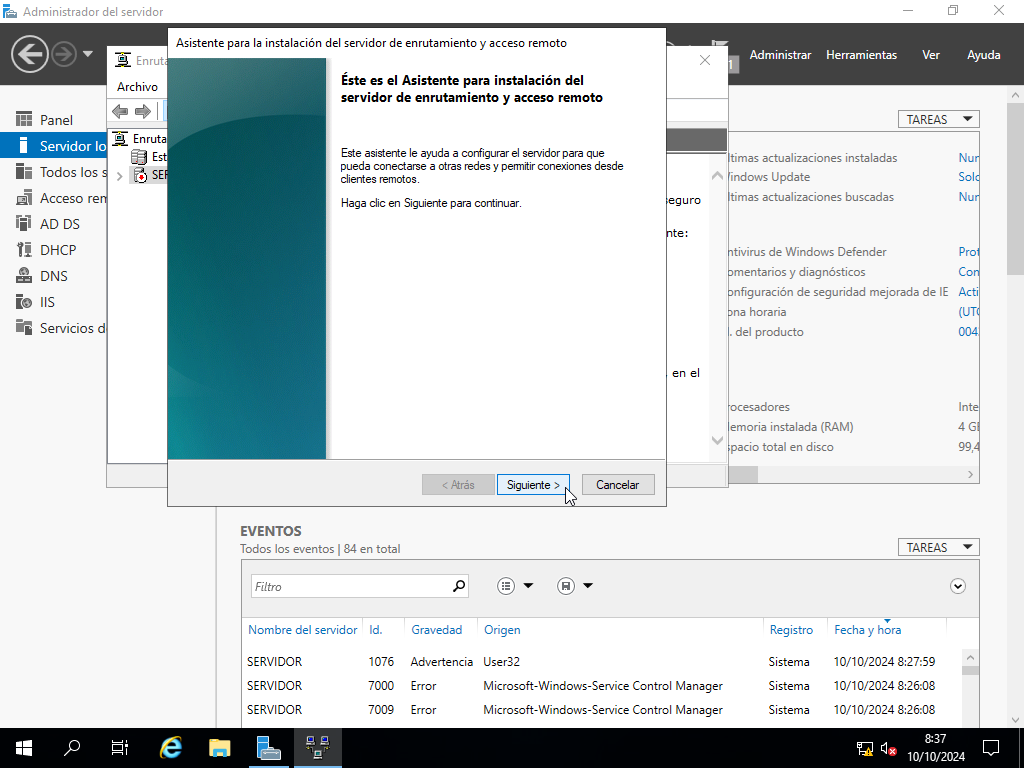 Administrador del servidor
Administrar
Herramientas
Ver
Ayuda
Panel
Servidor lo
Todos los s
Acceso rem
AD DS
DHCP
DNS
IIS
Servicios d
Enruta
Archivo
Enruta
Est
SER
Asistente para la instalación del servidor de enrutamiento y acceso remoto
Éste es el Asistente para instalación del
servidor de enrutamiento y acceso remoto
Este asistente le ayuda a configurar el servidor para que
pueda conectarse a otras redes y permitir conexiones desde
clientes remotos.
Haga clic en Siguiente para continuar.
< Atrás
Siguiente >
Cancelar
eguro
nte:
en el
TAREAS
ltimas actualizaciones instaladas
Nun
indows Update
Solo
ltimas actualizaciones buscadas
Nun
ntivirus de Windows Defender
Prot
omentarios y diagnósticos
Con
onfiguración de seguridad mejorada de IE
Acti
ona horaria
(UTC
. del producto
004
rocesadores
Inte
emoria instalada (RAM)
4 GI
spacio total en disco
99,4
EVENTOS
Todos los eventos | 84 en total
TAREAS
Filtro
Nombre del servidor Id. Gravedad Origen Registro Fecha y hora
SERVIDOR 1076 Advertencia User32 Sistema 10/10/2024 8:27:59
SERVIDOR 7000 Error Microsoft-Windows-Service Control Manager Sistema 10/10/2024 8:26:08
SERVIDOR 7009 Error Microsoft-Windows-Service Control Manager Sistema 10/10/2024 8:26:08
8:37
10/10/2024